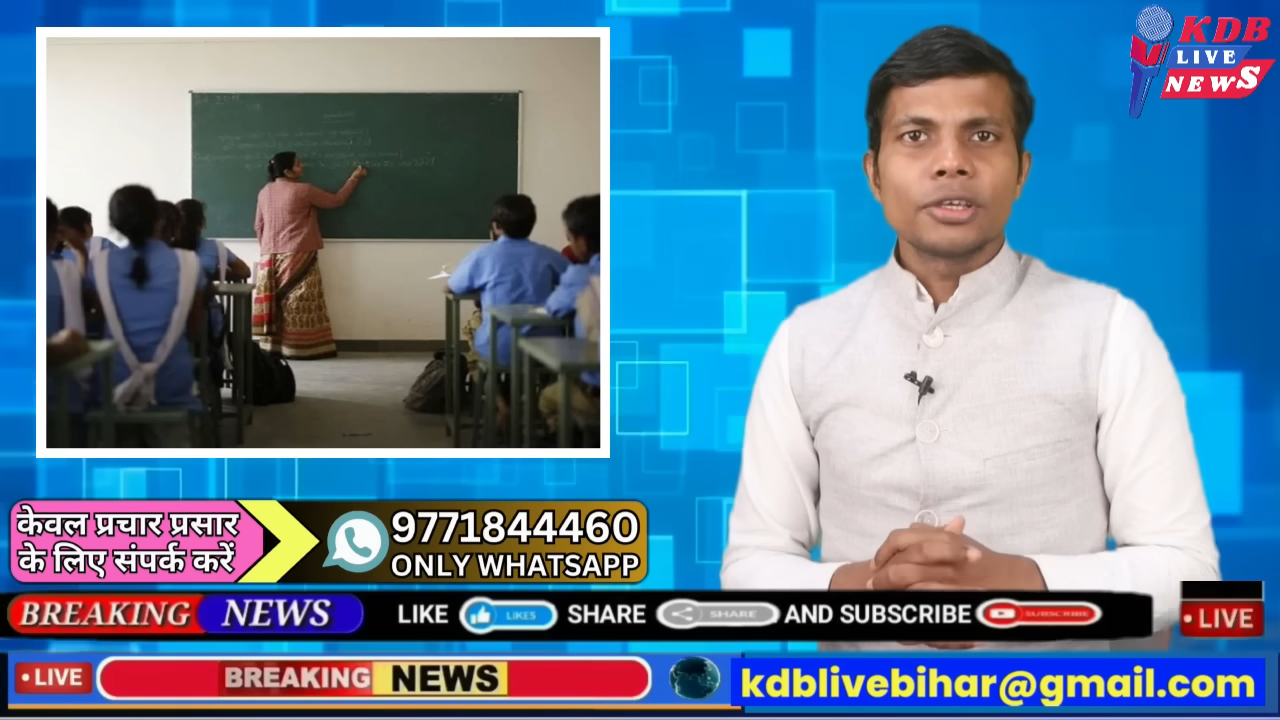 KDB
LIVE
NEWS
केवल प्रचार प्रसार
के लिए संपर्क करें
9771844460
ONLY WHATSAPP
BREAKING NEWS
LIKE LIKES SHARE SHARE AND SUBSCRIBE SUBSCRIBE
LIVE
LIVE
BREAKING NEWS
kdblivebihar@gmail.com